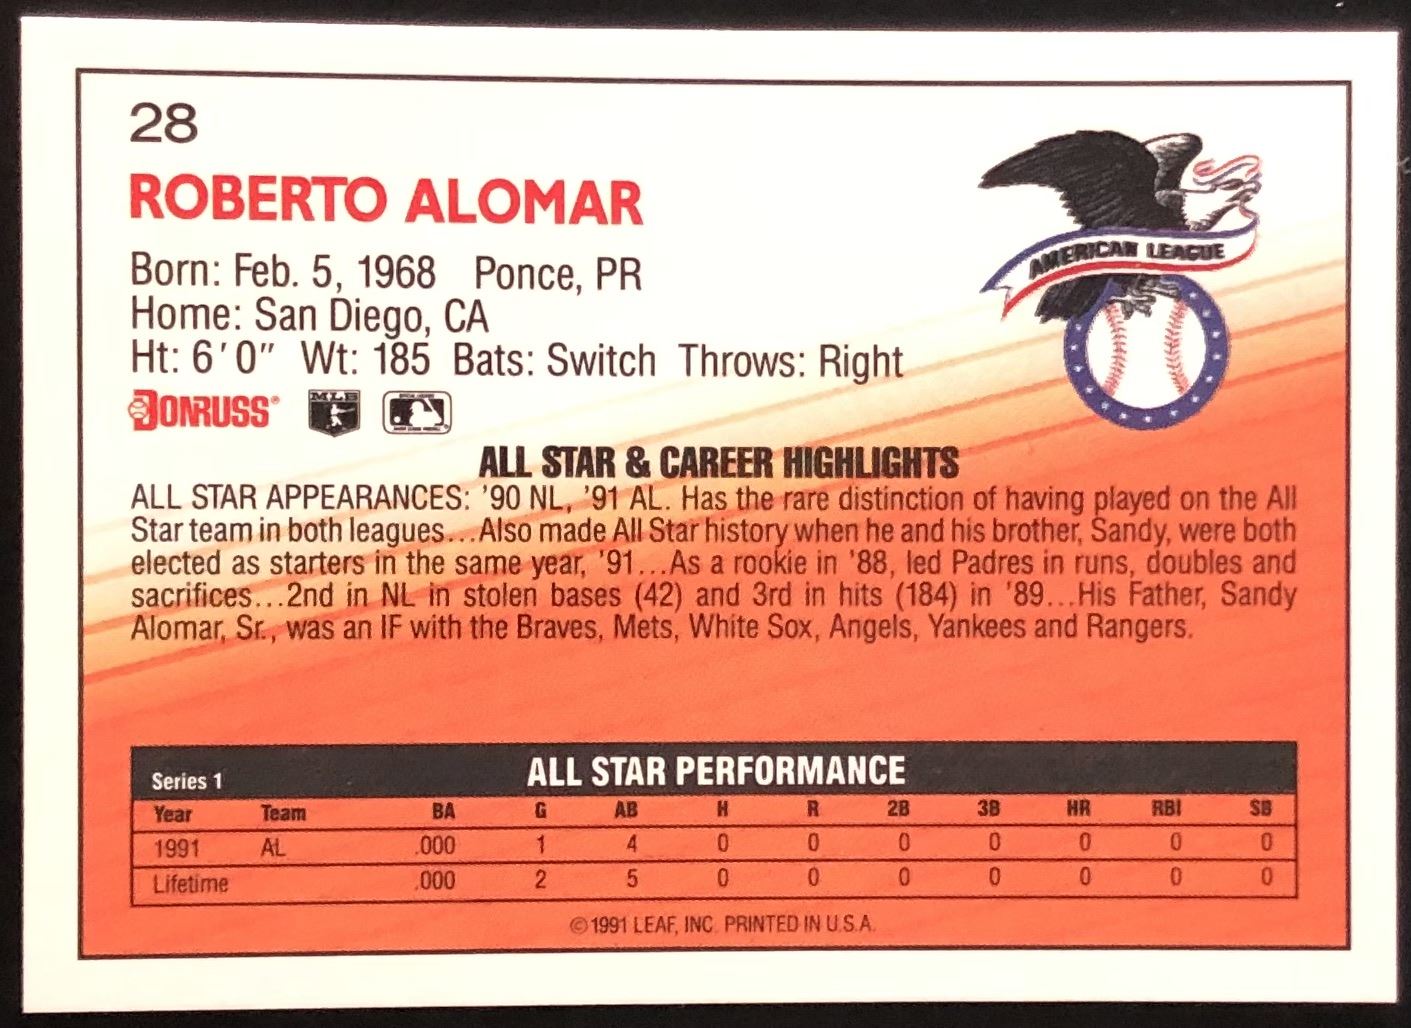 28
ROBERTO ALOMAR
AMERICAN LEAGUE
Born: Feb. 5, 1968 Ponce, PR
Home: San Diego, CA
Ht: 6'0" Wt: 185 Bats: Switch Throws: Right
DONRUSS® MLB
ALL STAR & CAREER HIGHLIGHTS
ALL STAR APPEARANCES: '90 NL, '91 AL. Has the rare distinction of having played on the All
Star team in both leagues...Also made All Star history when he and his brother, Sandy, were both
elected as starters in the same year, '91...As a rookie in '88, led Padres in runs, doubles and
sacrifices...2nd in NL in stolen bases (42) and 3rd in hits (184) in '89...His Father, Sandy
Alomar, Sr., was an IF with the Braves, Mets, White Sox, Angels, Yankees and Rangers.
Series 1 ALL STAR PERFORMANCE
Year Team BA G AB H R 2B 3B HR RBI SB
1991 AL .000 1 4 0 0 0 0 0 0 0
Lifetime .000 2 5 0 0 0 0 0 0 0
©1991 LEAF, INC. PRINTED IN U.S.A.